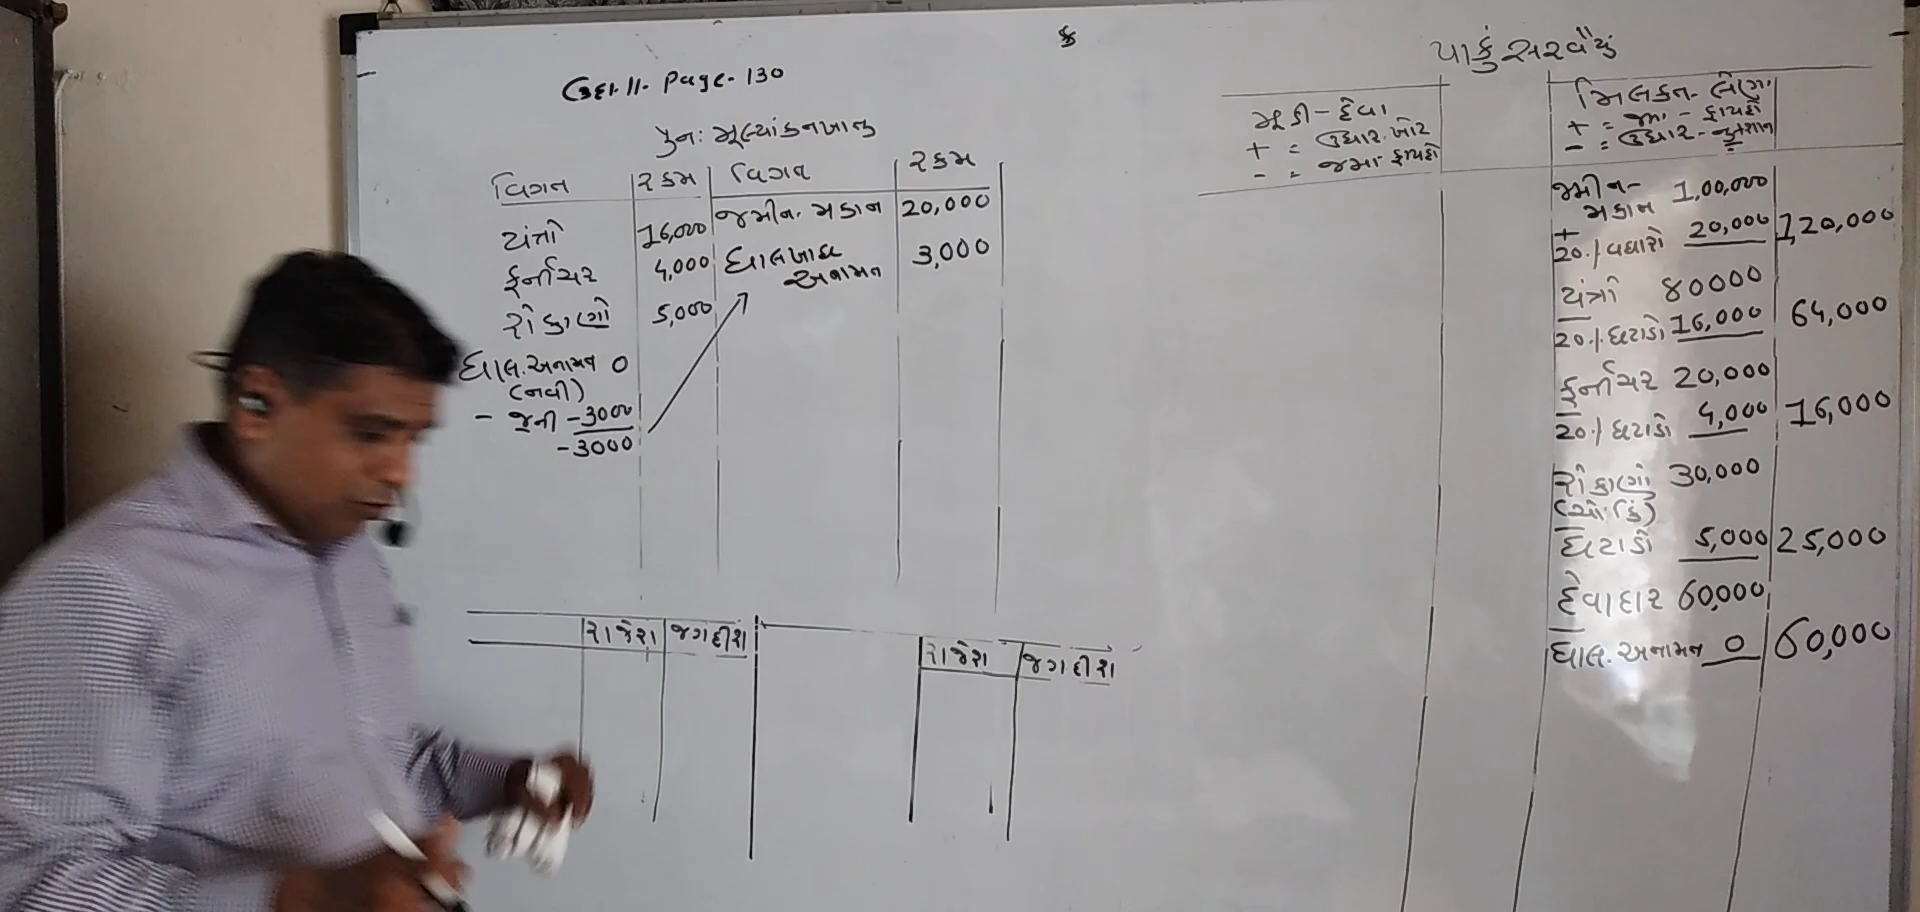 ઉદા.11. Page-130
પુન: મૂલ્યાંકનખાતુ
વિગત રકમ વિગત રકમ
યંત્રો 16,000 જમીન. મકાન 20,000
ફર્નીચર 4,000 ઘાલખાધ અનામત 3,000
રોકાણો 5,000
ઘાલ.અનામત 0
(નવી)
- જુની -3000
-3000
રાજેશ જગદીશ
રાજેશ જગદીશ
પાકું સરવૈયું
મૂડી-દેવા
+ = ઉધાર.ખોટ
- = જમા ફાયદો
મિલકત-લેણા
+ = જમા - ફાયદો
- = ઉધાર-નુકશાન
જમીન- 1,00,000
મકાન
+
20% વધારો 20,000 1,20,000
યંત્રો 80000
20% ઘટાડો 16,000 64,000
ફર્નીચર 20,000
20% ઘટાડો 4,000 16,000
રોકાણો 30,000
(ઓ.કિં)
ઘટાડો 5,000 25,000
દેવાદાર 60,000
ઘાલ.અનામત 0 60,000